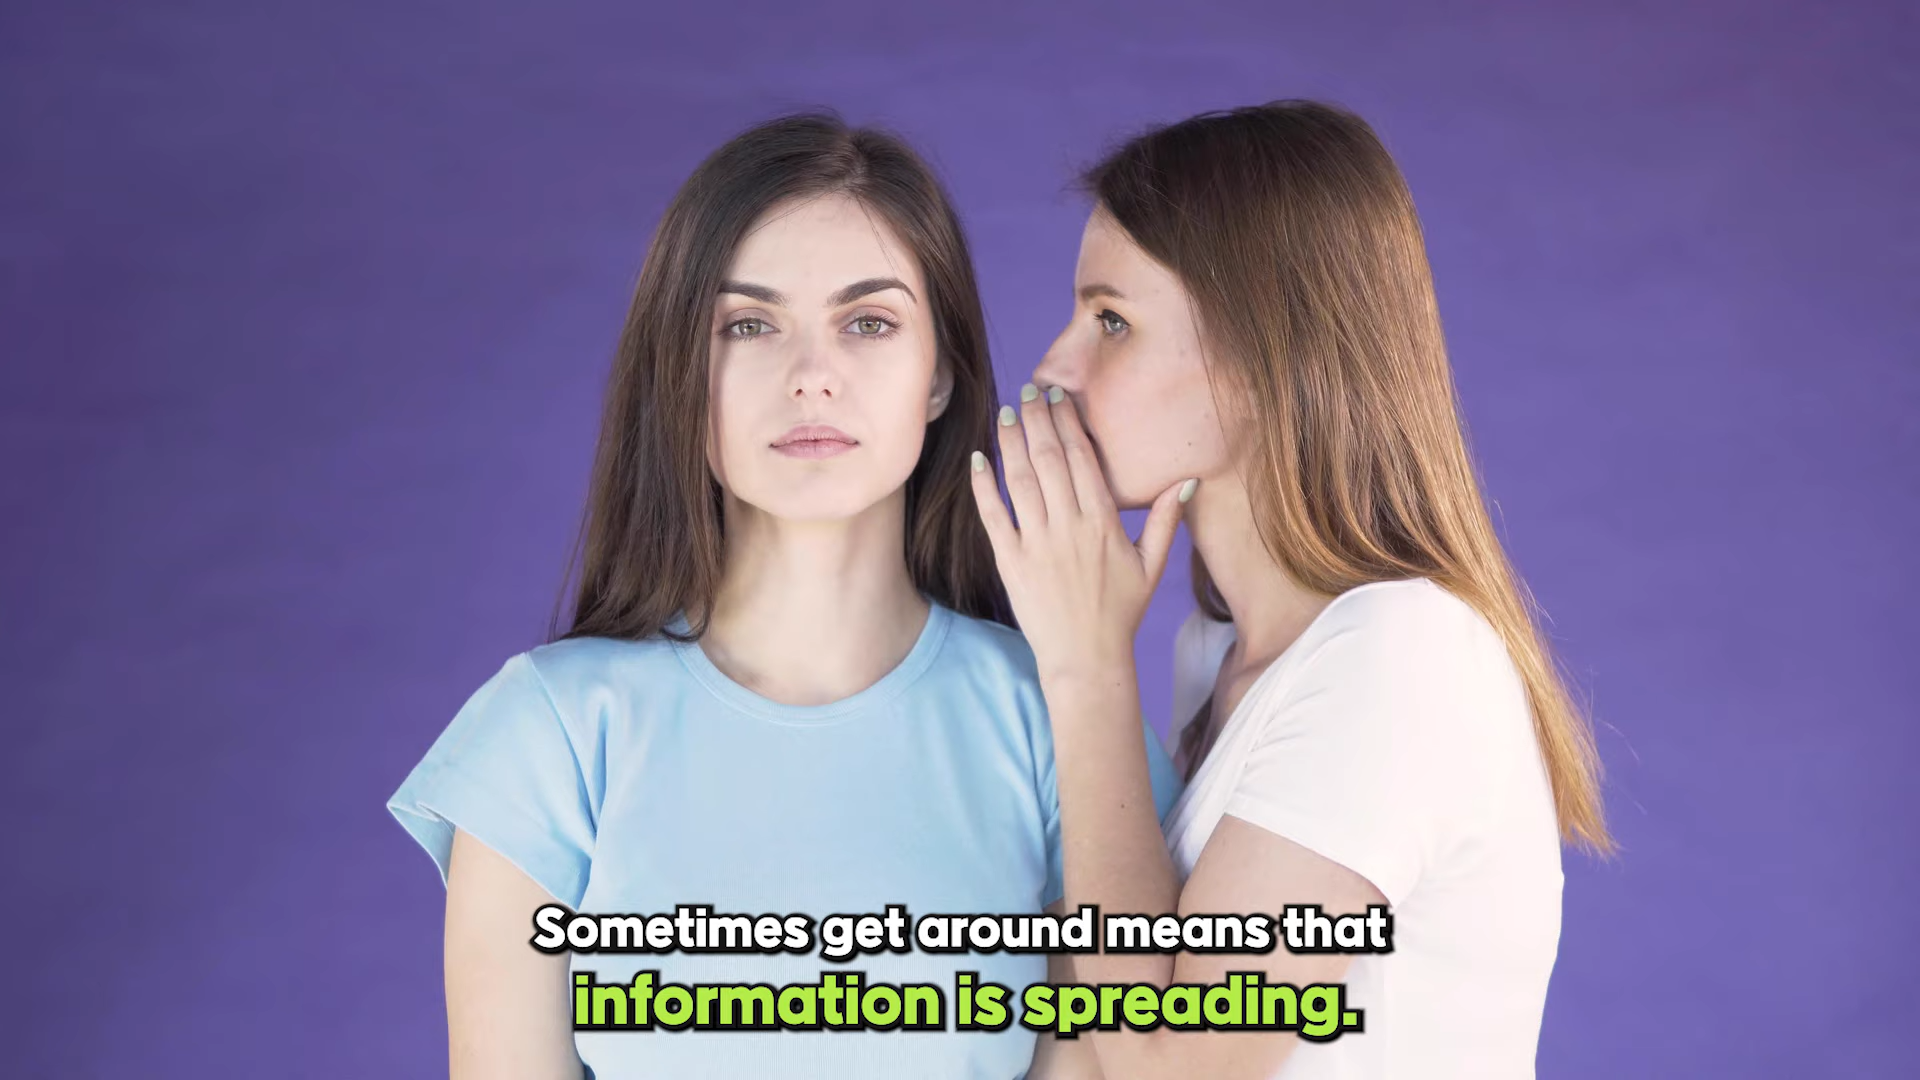 Sometimes get around means that
information is spreading.